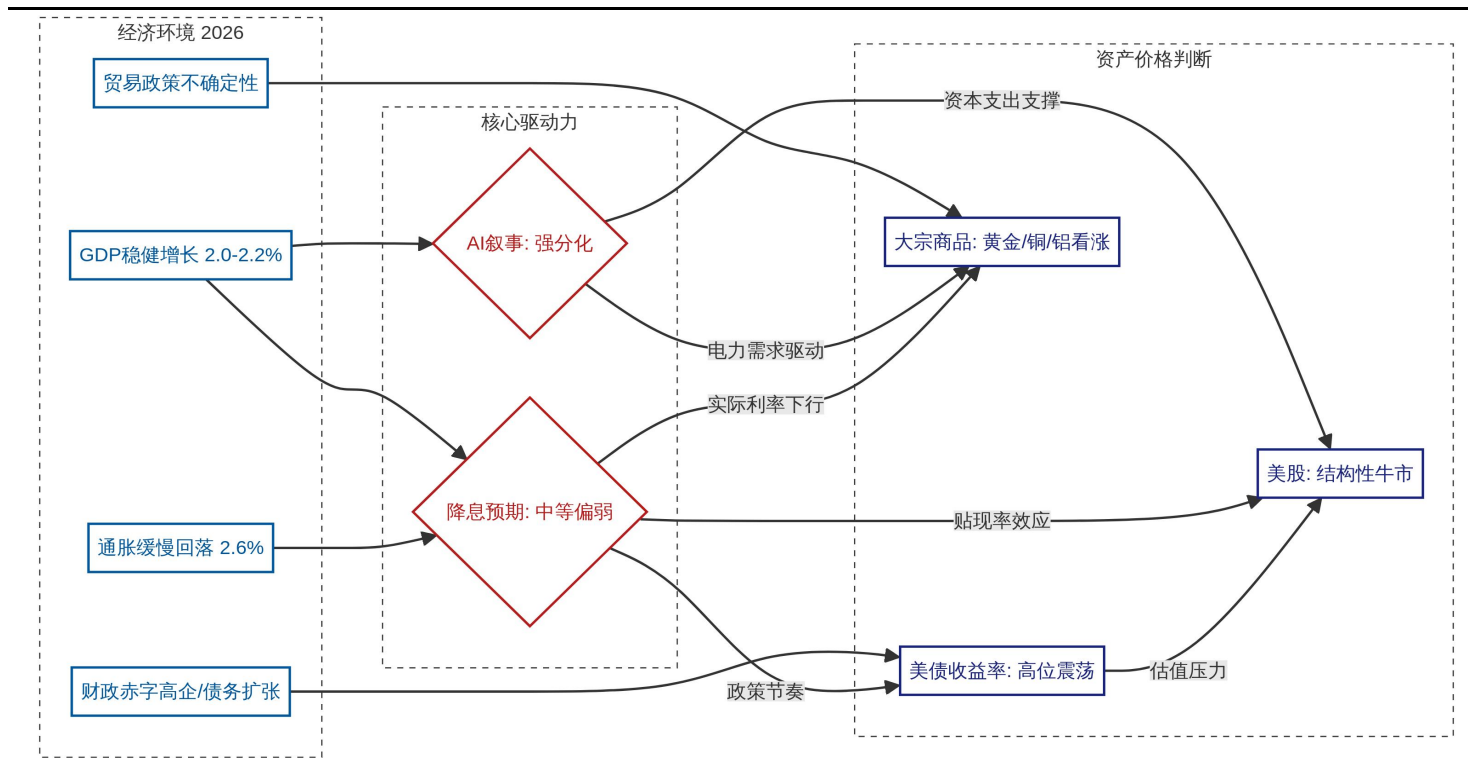 经济环境 2026
贸易政策不确定性
GDP稳健增长 2.0-2.2%
通胀缓慢回落 2.6%
财政赤字高企/债务扩张
核心驱动力
AI叙事: 强分化
降息预期: 中等偏弱
资本支出支撑
电力需求驱动
实际利率下行
贴现率效应
政策节奏
估值压力
资产价格判断
大宗商品: 黄金/铜/铝看涨
美股: 结构性牛市
美债收益率: 高位震荡